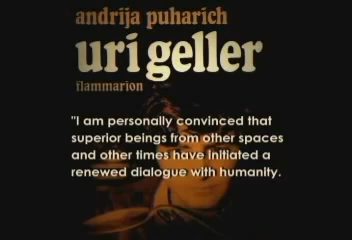 andrija puharich
uri geller
flammarion
"I am personally convinced that
superior beings from other spaces
and other times have initiated a
renewed dialogue with humanity.